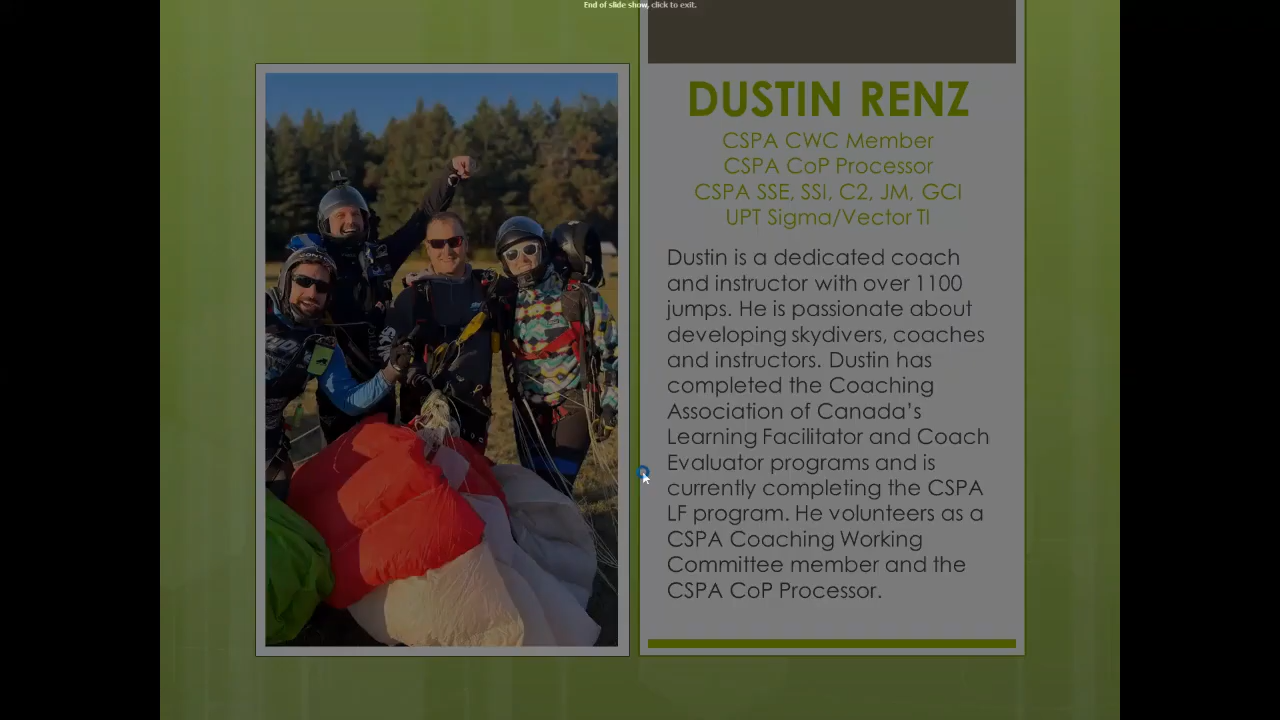 End of slide show, click to exit.
DUSTIN RENZ
CSPA CWC Member
CSPA CoP Processor
CSPA SSE, SSI, C2, JM, GCI
UPT Sigma/Vector TI
Dustin is a dedicated coach
and instructor with over 1100
jumps. He is passionate about
developing skydivers, coaches
and instructors. Dustin has
completed the Coaching
Association of Canada's
Learning Facilitator and Coach
Evaluator programs and is
currently completing the CSPA
LF program. He volunteers as a
CSPA Coaching Working
Committee member and the
CSPA CoP Processor.